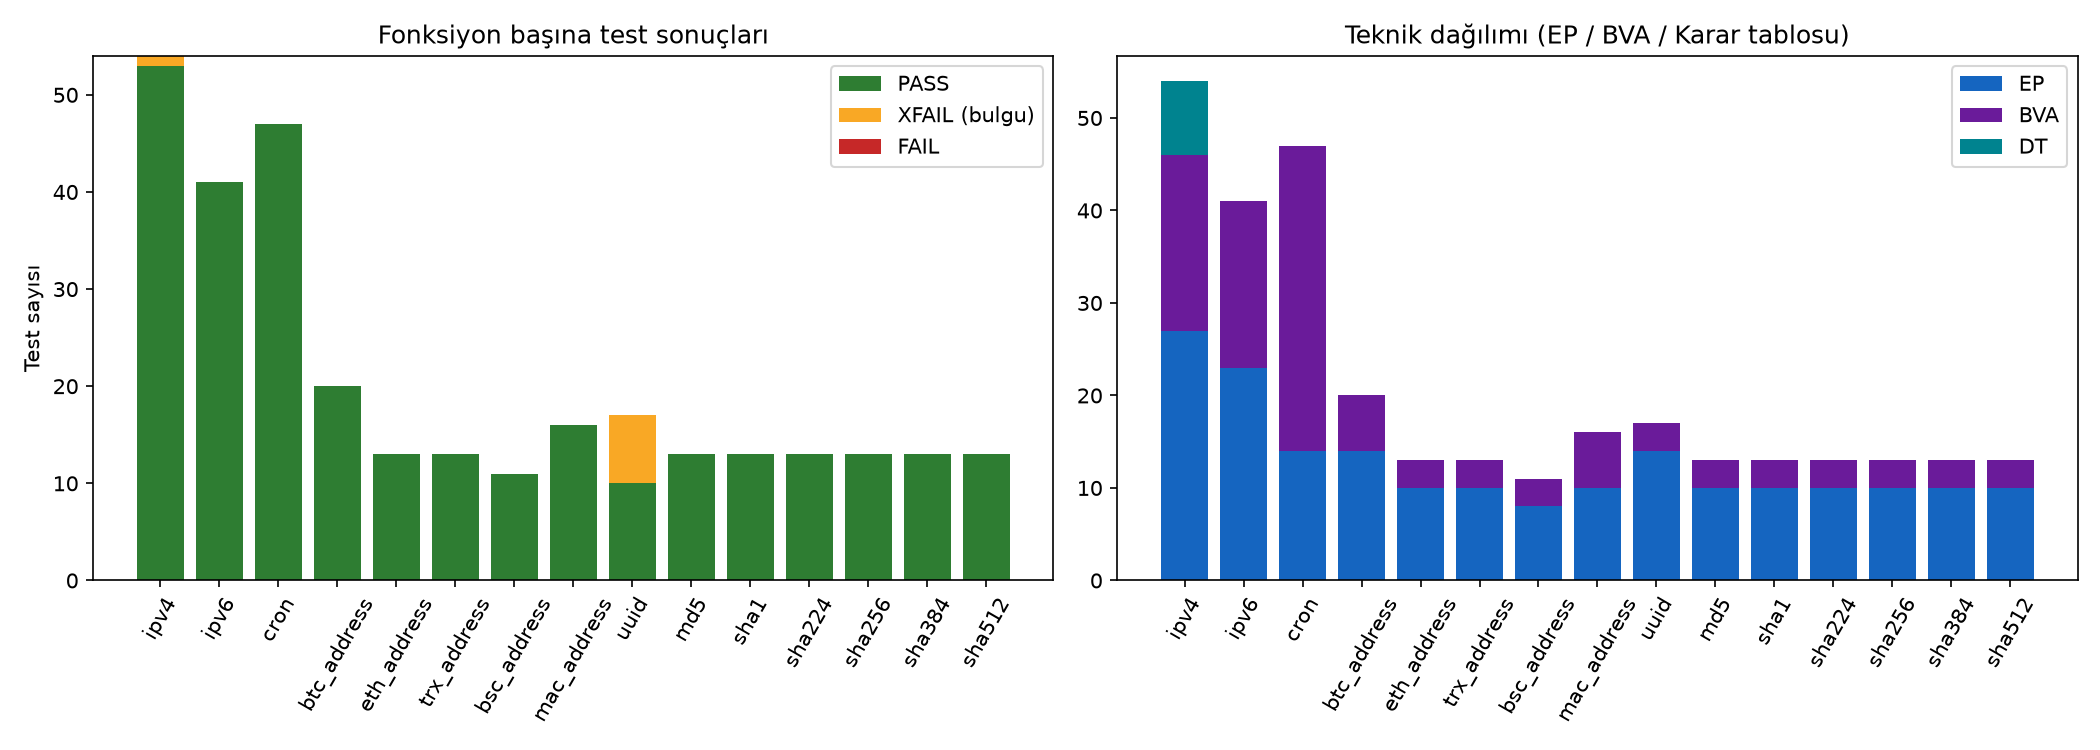 Fonksiyon başına test sonuçları
Test sayısı
50
40
30
20
10
0
PASS
XFAIL (bulgu)
FAIL
ipv4
ipv6
cron
btc_address
eth_address
trx_address
bsc_address
mac_address
uuid
md5
sha1
sha224
sha256
sha384
sha512
Teknik dağılımı (EP / BVA / Karar tablosu)
50
40
30
20
10
0
EP
BVA
DT
ipv4
ipv6
cron
btc_address
eth_address
trx_address
bsc_address
mac_address
uuid
md5
sha1
sha224
sha256
sha384
sha512